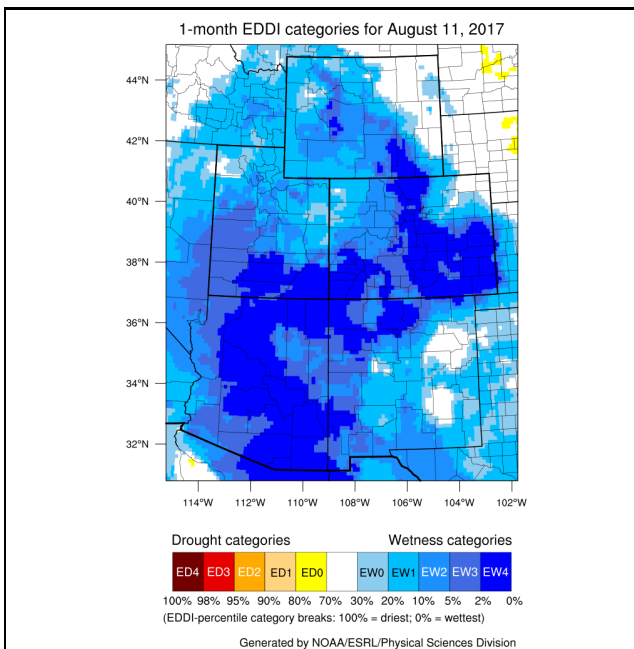 1-month EDDI categories for August 11, 2017
44°N
42°N
40°N
38°N
36°N
34°N
32°N
114°W 112°W 110°W 108°W 106°W 104°W 102°W
Drought categories Wetness categories
ED4 ED3 ED2 ED1 ED0 EW0 EW1 EW2 EW3 EW4
100% 98% 95% 90% 80% 70% 30% 20% 10% 5% 2% 0%
(EDDI-percentile category breaks: 100% = driest; 0% = wettest)
Generated by NOAA/ESRL/Physical Sciences Division